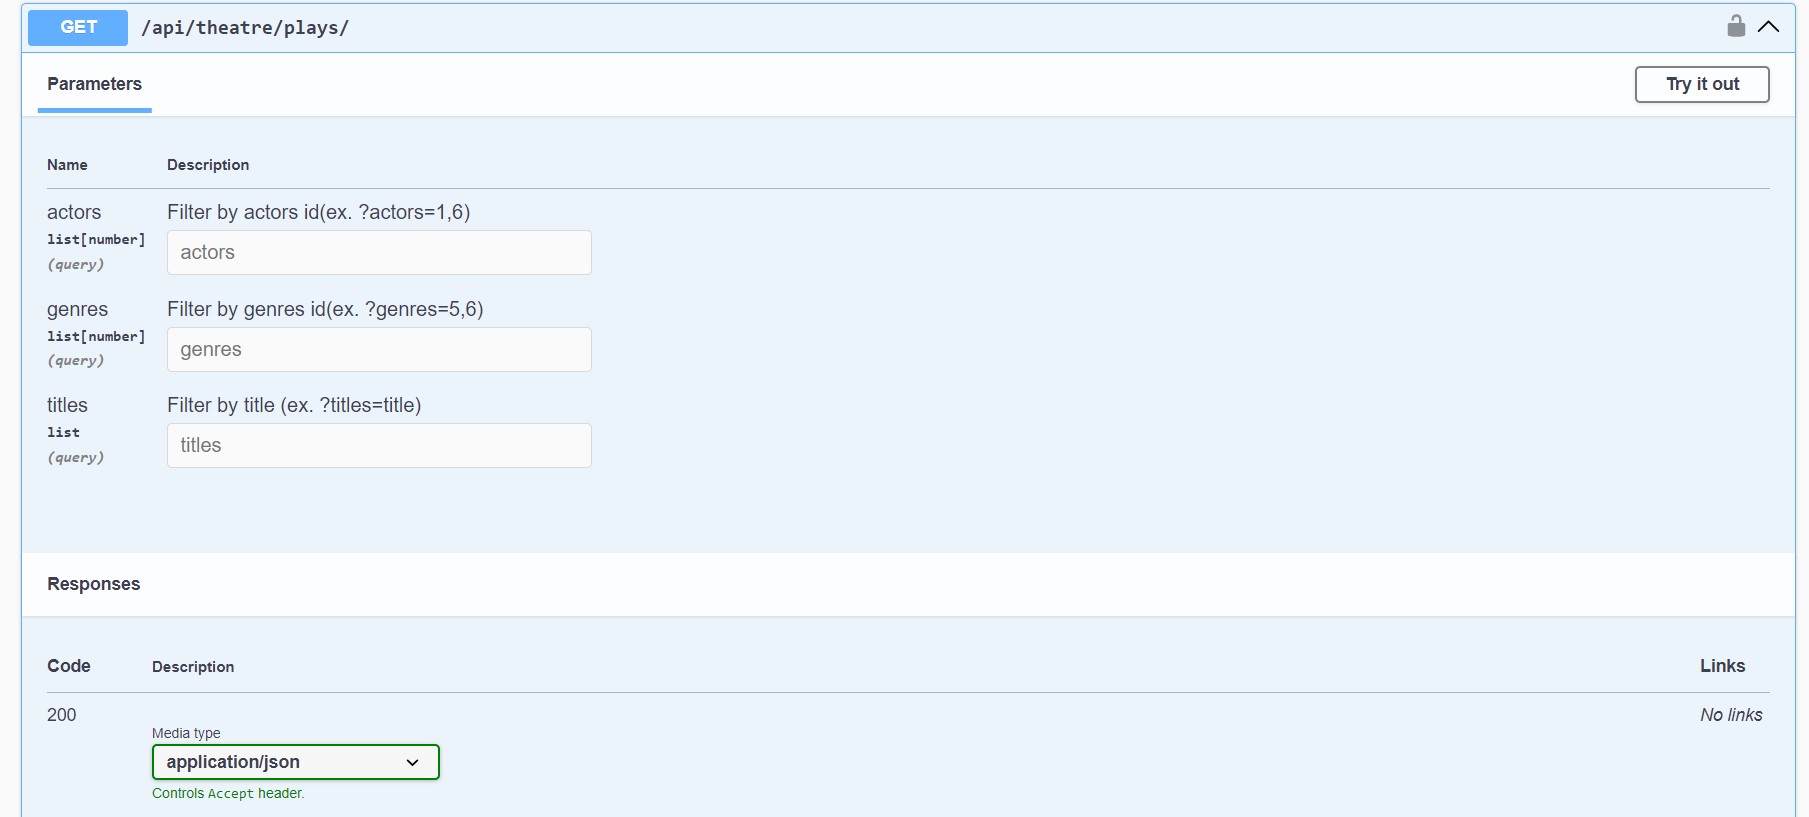 GET /api/theatre/plays/
Parameters
Try it out
Name Description
actors Filter by actors id(ex. ?actors=1,6)
list[number]
actors
(query)
genres Filter by genres id(ex. ?genres=5,6)
list[number]
genres
(query)
titles Filter by title (ex. ?titles=title)
list
titles
(query)
Responses
Code Description Links
200 No links
Media type
application/json
Controls Accept header.